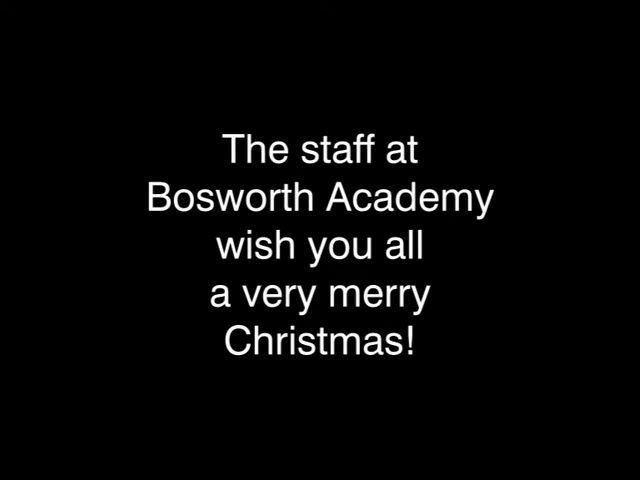 The staff at
Bosworth Academy
wish you all
a very merry
Christmas!